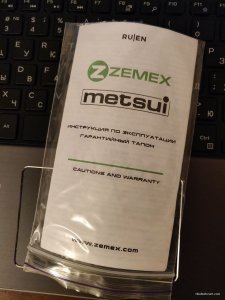 RU|EN
ZEMEX
metsui
ИНСТРУКЦИЯ ПО ЭКСПЛУАТАЦИИ
ГАРАНТИЙНЫЙ ТАЛОН
CAUTIONS AND WARRANTY
www.zemex.com